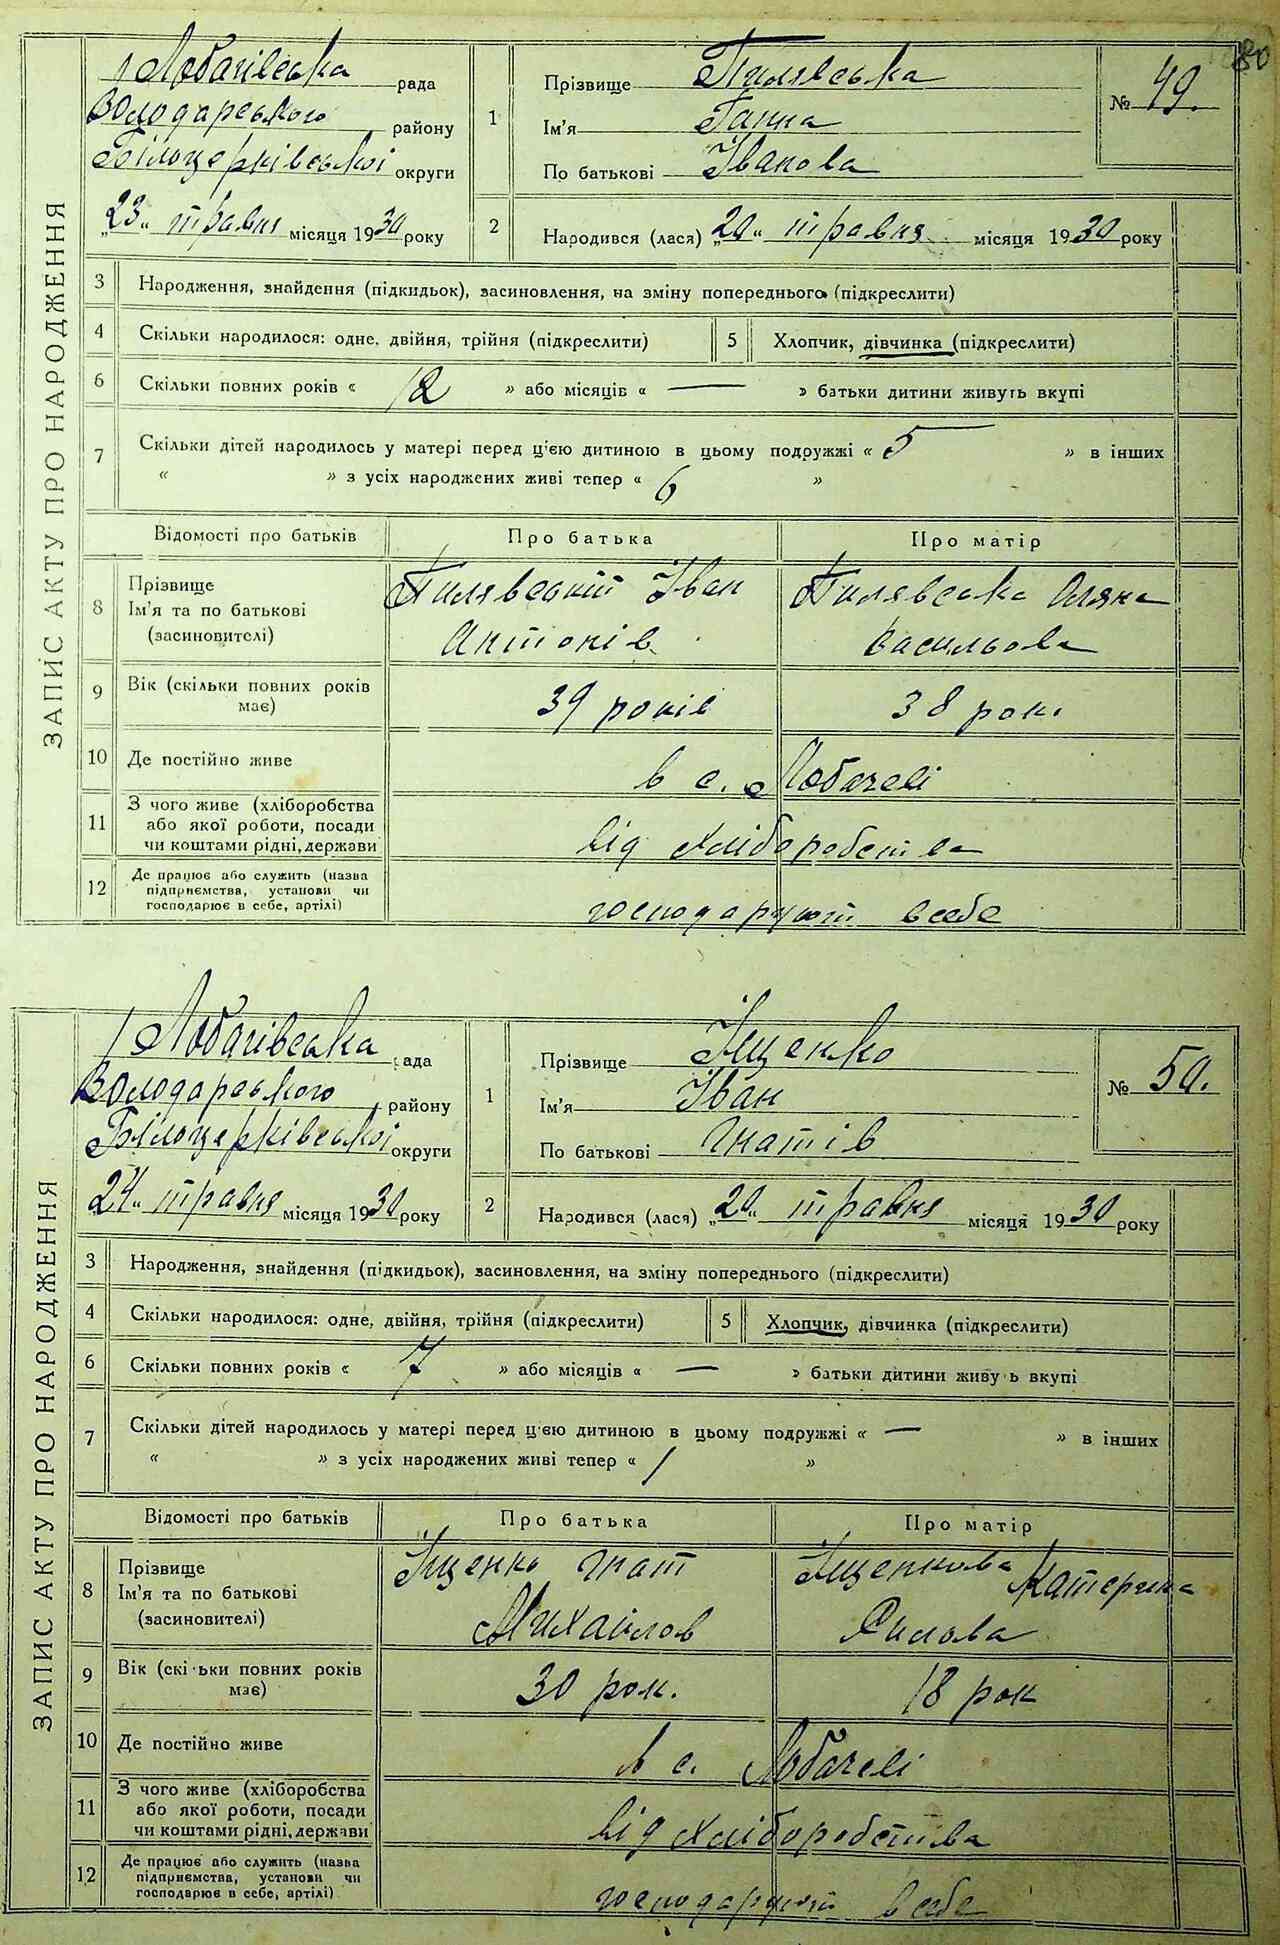 80
ЗАПИС АКТУ ПРО НАРОДЖЕННЯ
Лобачівська рада
Володарського району
Білоцерківської округи
„23“ травня місяця 1930 року
1
Прізвище Пилявська
Ім'я Ганна
По батькові Іванова
№ 49.
2
Народився (лася) „20“ травня місяця 1930 року
3 Народження, знайдення (підкидьок), засиновлення, на зміну попереднього (підкреслити)
4 Скільки народилося: одне, двійня, трійня (підкреслити) 5 Хлопчик, дівчинка (підкреслити)
6 Скільки повних років « 12 » або місяців « — » батьки дитини живуть вкупі
7 Скільки дітей народилось у матері перед ц'єю дитиною в цьому подружжі « 5 » в інших
« » з усіх народжених живі тепер « 6 »
Відомості про батьків Про батька Про матір
8 Прізвище Ім'я та по батькові (засиновителі)
Пилявський Іван Антонів
Пилявська Оляна Васильова
9 Вік (скільки повних років має) 39 років 38 рок.
10 Де постійно живе в с. Лобачеві
11 З чого живе (хліборобства або якої роботи, посади чи коштами рідні, держави
від хліборобства
12 Де працює або служить (назва підприємства, установи чи господарює в себе, артілі)
господарюют в себе
ЗАПИС АКТУ ПРО НАРОДЖЕННЯ
Лобачівська рада
Володарського району
Білоцерківської округи
„24“ травня місяця 1930 року
1
Прізвище Іщенко
Ім'я Іван
По батькові Гнатів
№ 50.
2
Народився (лася) „20“ травня місяця 1930 року
3 Народження, знайдення (підкидьок), засиновлення, на зміну попереднього (підкреслити)
4 Скільки народилося: одне, двійня, трійня (підкреслити) 5 Хлопчик, дівчинка (підкреслити)
6 Скільки повних років « 7 » або місяців « — » батьки дитини живу ь вкупі
7 Скільки дітей народилось у матері перед ц'єю дитиною в цьому подружжі « — » в інших
« » з усіх народжених живі тепер « 1 »
Відомості про батьків Про батька Про матір
8 Прізвище Ім'я та по батькові (засиновителі)
Іщенко Гнат Михайлов
Іщенкова Катерина
9 Вік (скі ьки повних років має) 30 рок. 18 рок
10 Де постійно живе в с. Лобачеві
11 З чого живе (хліборобства або якої роботи, посади чи коштами рідні, держави
від хліборобства
12 Де працює або служить (назва підприємства, установи чи господарює в себе, артілі)
господарюют в себе